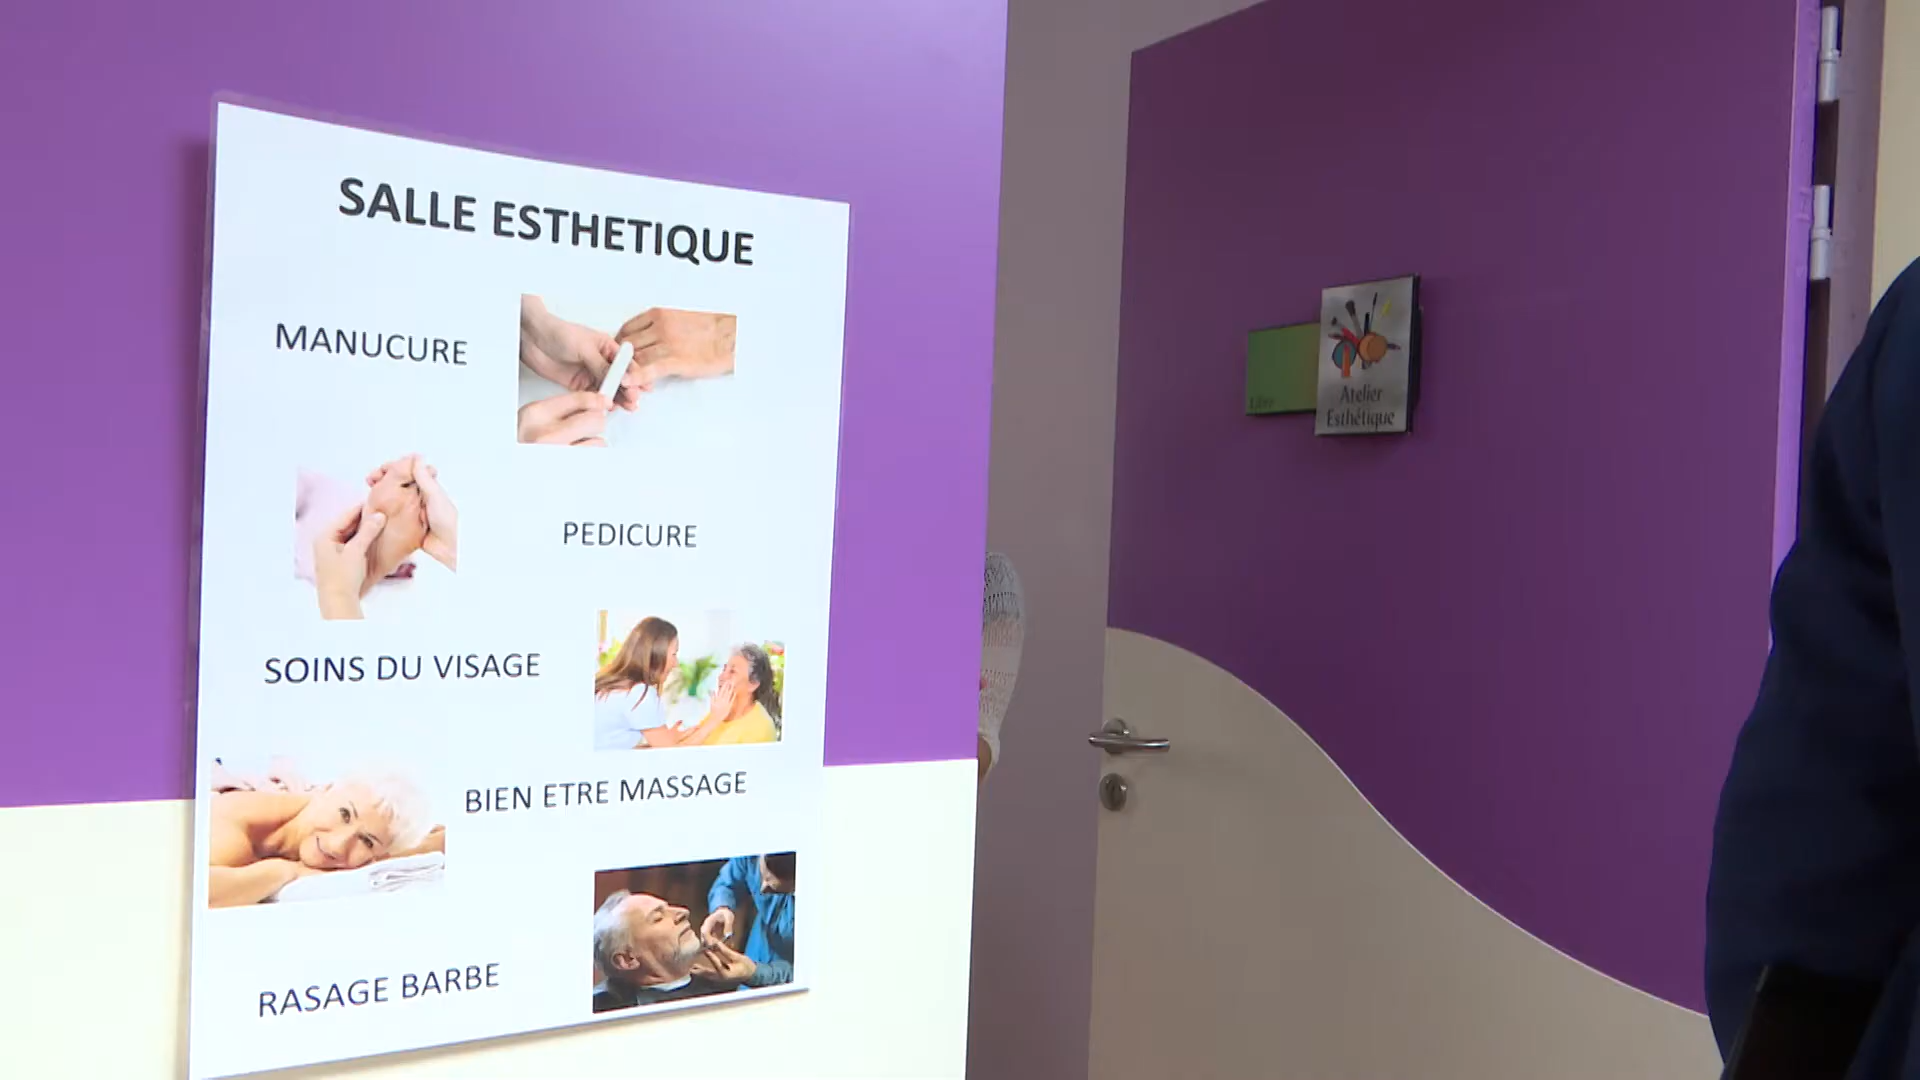 SALLE ESTHETIQUE
MANUCURE
PEDICURE
SOINS DU VISAGE
BIEN ETRE MASSAGE
RASAGE BARBE
Atelier
Esthétique